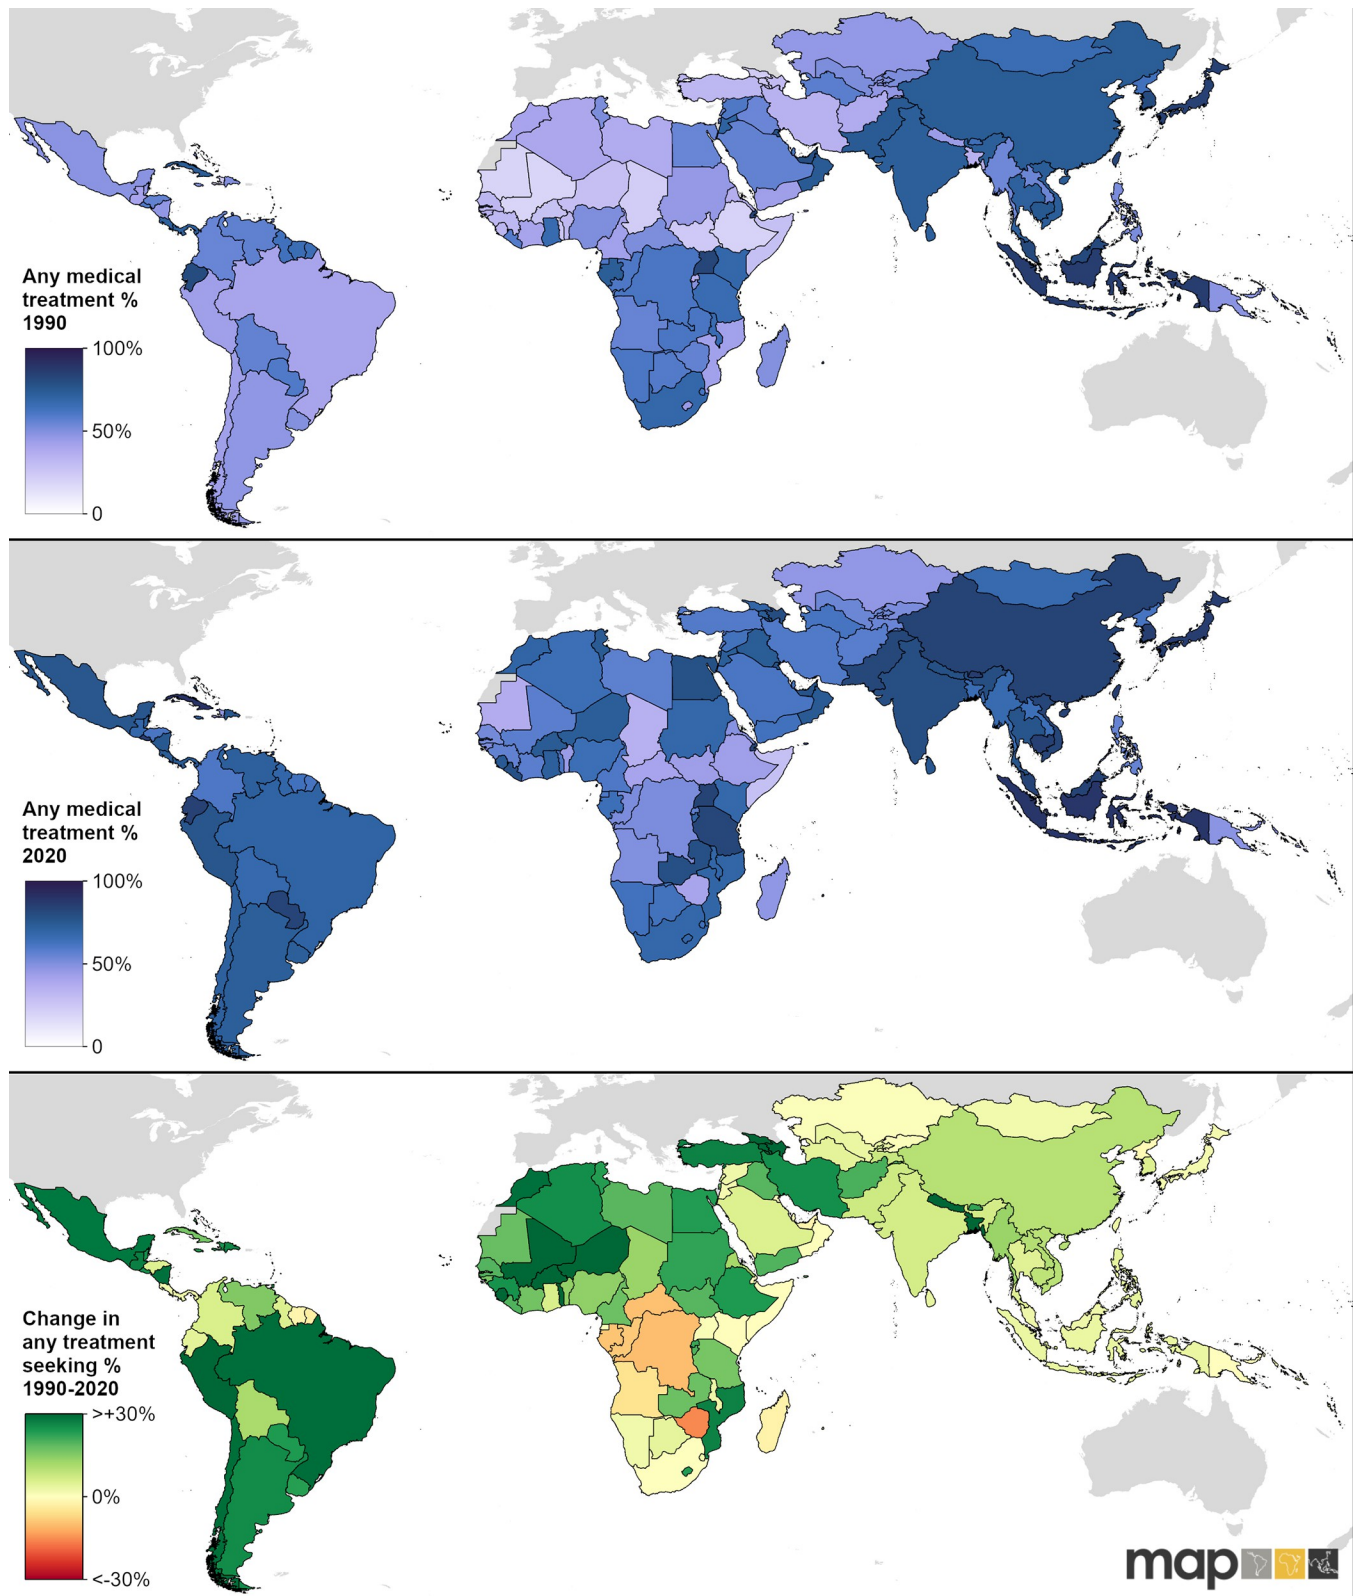 Any medical
treatment %
1990
100%
50%
0
Any medical
treatment %
2020
100%
50%
0
Change in
any treatment
seeking %
1990-2020
>+30%
0%
<-30%
map